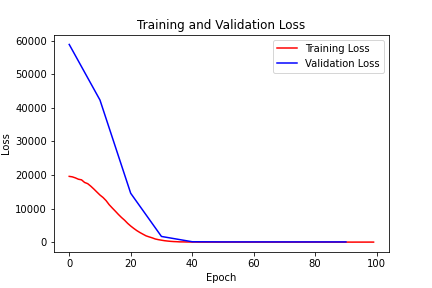 Training and Validation Loss
Training Loss
Validation Loss
Loss
60000
50000
40000
30000
20000
10000
0
0 20 40 60 80 100
Epoch